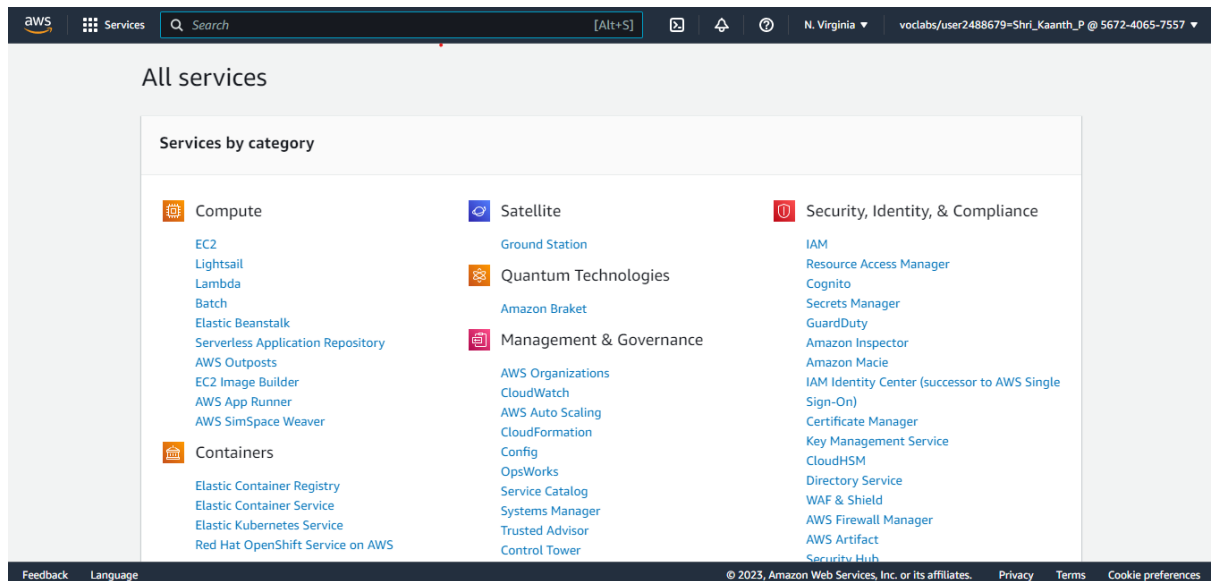 aws
Services
Search
[Alt+S]
N. Virginia
voclabs/user2488679=Shri_Kaanth_P @ 5672-4065-7557
All services
Services by category
Compute
EC2
Lightsail
Lambda
Batch
Elastic Beanstalk
Serverless Application Repository
AWS Outposts
EC2 Image Builder
AWS App Runner
AWS SimSpace Weaver
Containers
Elastic Container Registry
Elastic Container Service
Elastic Kubernetes Service
Red Hat OpenShift Service on AWS
Satellite
Ground Station
Quantum Technologies
Amazon Braket
Management & Governance
AWS Organizations
CloudWatch
AWS Auto Scaling
CloudFormation
Config
OpsWorks
Service Catalog
Systems Manager
Trusted Advisor
Control Tower
Security, Identity, & Compliance
IAM
Resource Access Manager
Cognito
Secrets Manager
GuardDuty
Amazon Inspector
Amazon Macie
IAM Identity Center (successor to AWS Single
Sign-On)
Certificate Manager
Key Management Service
CloudHSM
Directory Service
WAF & Shield
AWS Firewall Manager
AWS Artifact
Security Hub
Feedback
Language
© 2023, Amazon Web Services, Inc. or its affiliates.
Privacy
Terms
Cookie preferences